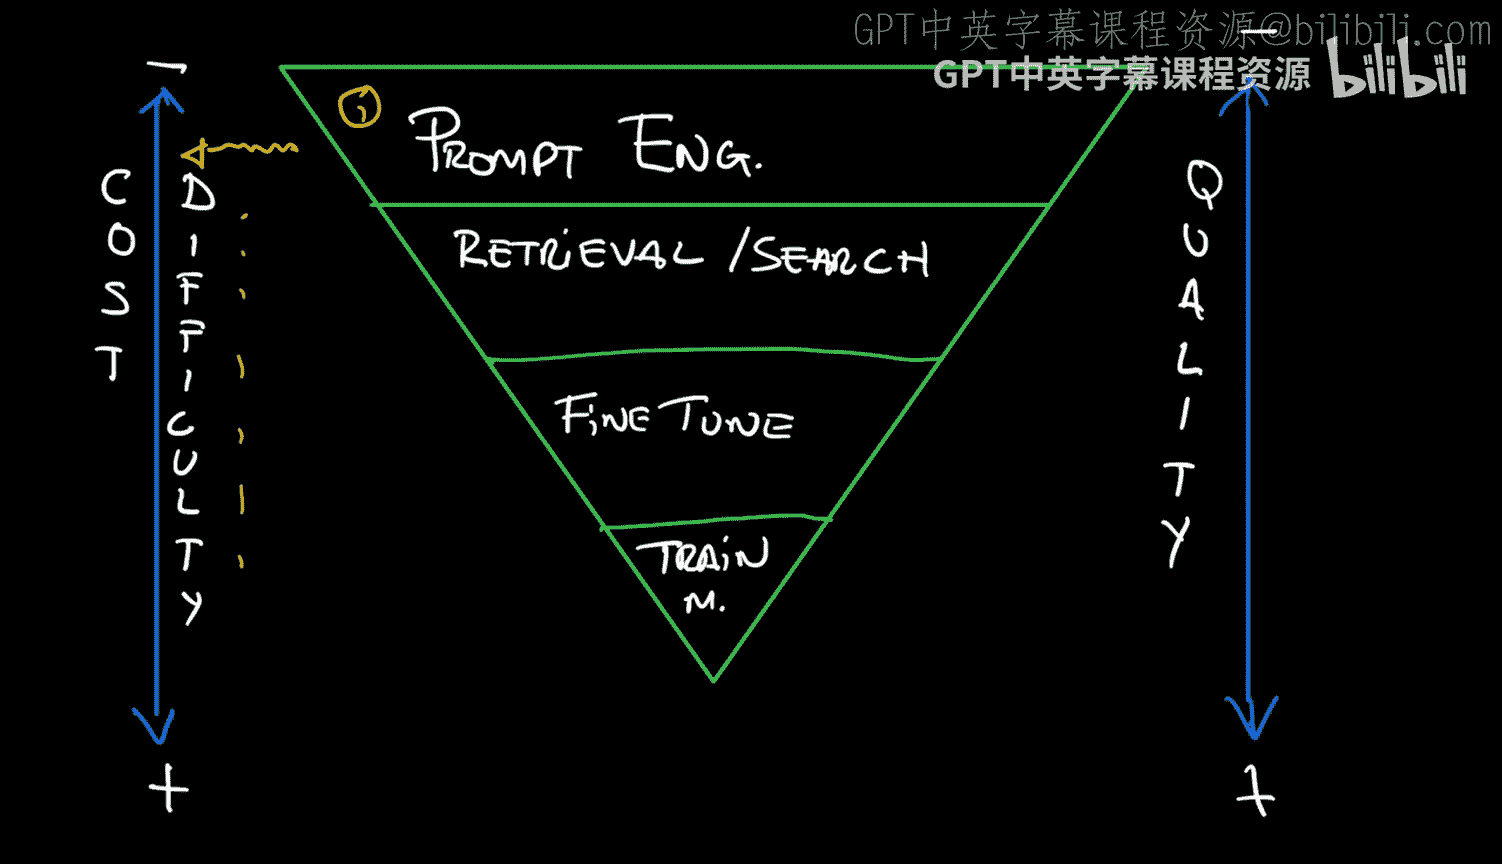 GPT中英字幕课程资源@bilibili.com
GPT中英字幕课程资源 bilibili
-
-
PROMPT ENG.
RETRIEVAL / SEARCH
FINE TUNE
TRAIN
M.
COST
DIFFICULTY
QUALITY
+
+